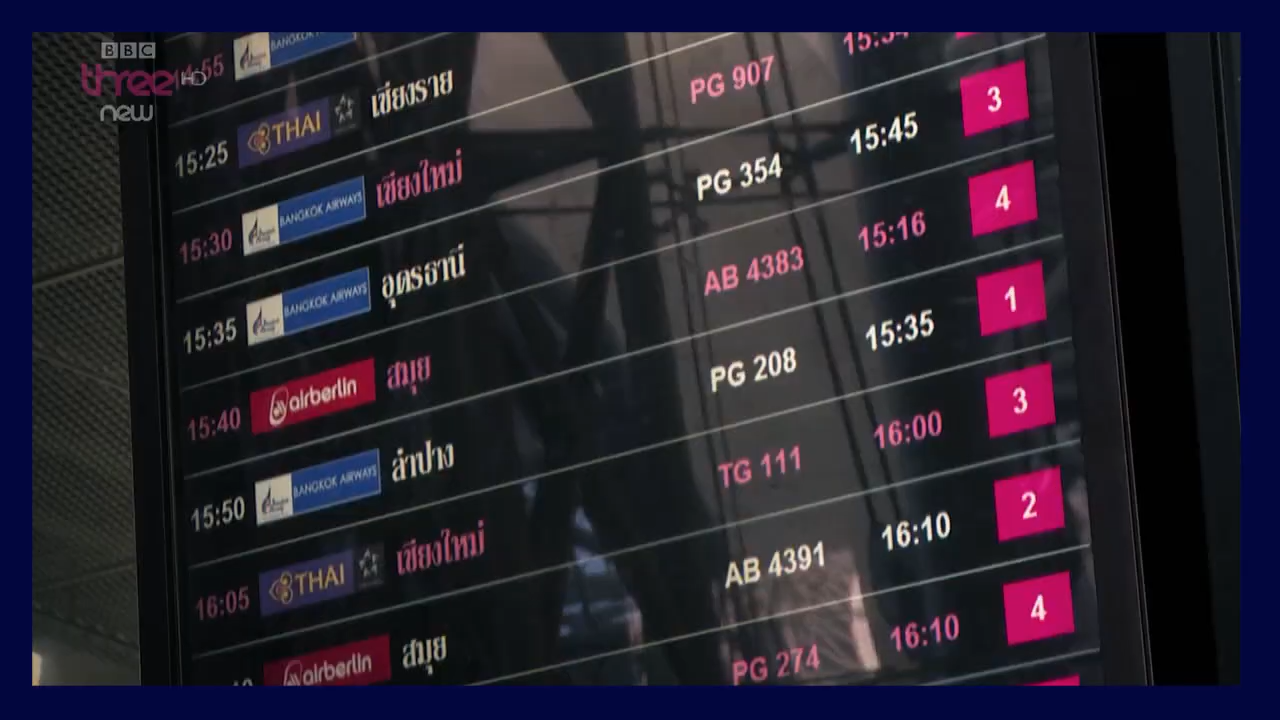 BBC
three HD
new
BANGKOK AIRWAYS
15:25 THAI เชียงราย
15:30 BANGKOK AIRWAYS เชียงใหม่ PG 907
15:35 BANGKOK AIRWAYS อุดรธานี PG 354 15:45 3
15:40 airberlin สมุย AB 4383 15:16 4
15:50 BANGKOK AIRWAYS ลำปาง PG 208 15:35 1
16:05 THAI เชียงใหม่ TG 111 16:00 3
airberlin สมุย AB 4391 16:10 2
PG 274 16:10 4